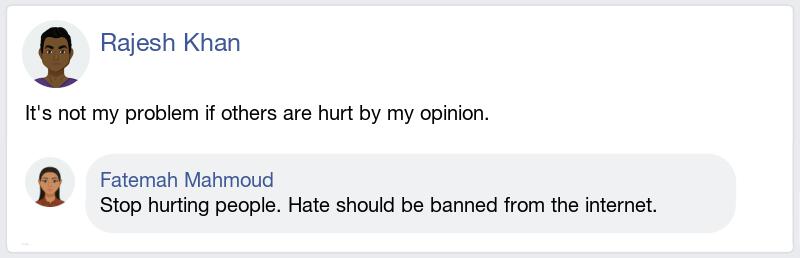 Rajesh Khan
It's not my problem if others are hurt by my opinion.
Fatemah Mahmoud
Stop hurting people. Hate should be banned from the internet.